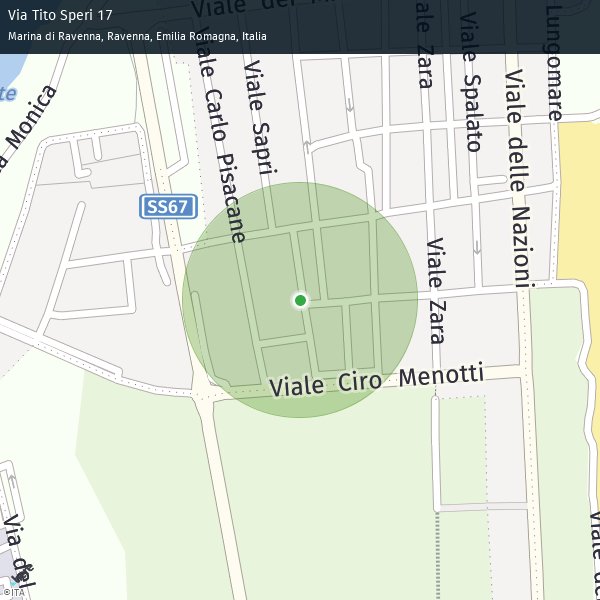 Via Tito Speri 17
Marina di Ravenna, Ravenna, Emilia Romagna, Italia
Viale
Viale Zara
Viale Spalato
Lungomare
Viale delle Nazioni
Viale Sapri
Viale Carlo Pisacane
Monica
SS67
Viale Zara
Viale Ciro Menotti
Via del
Viale
©ITA